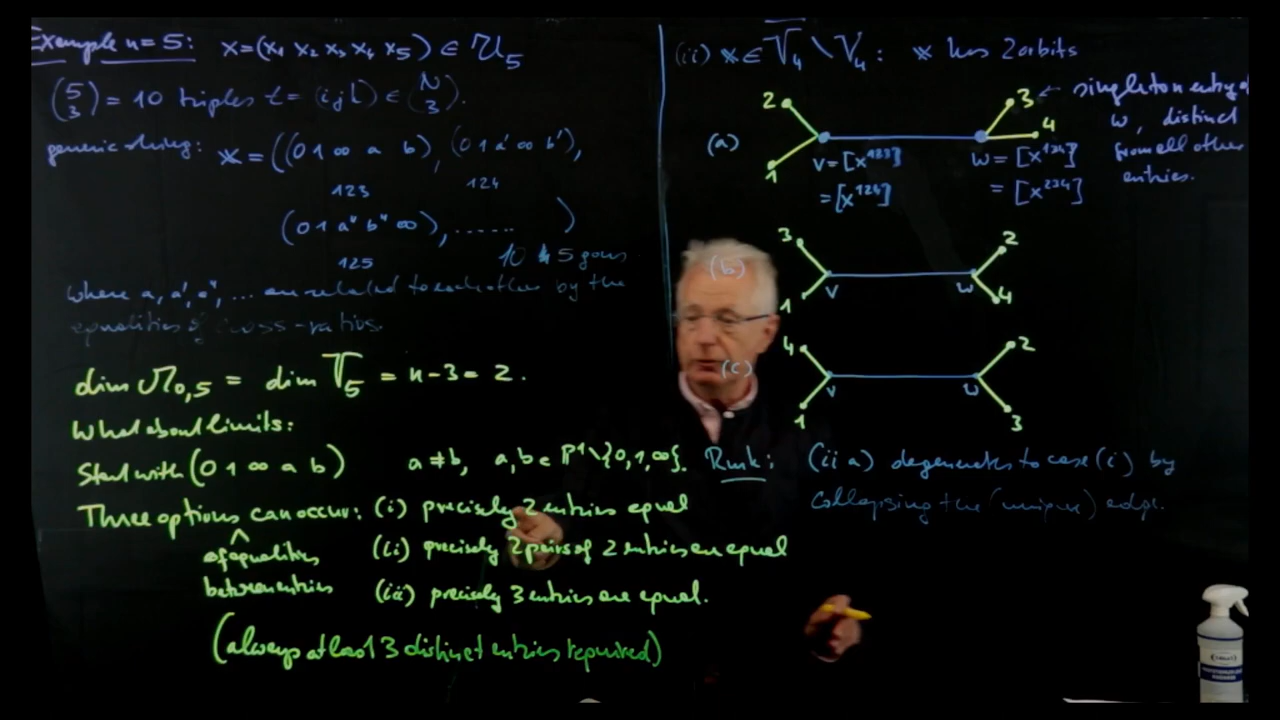 Example n=5: x=(x₁ x₂ x₃ x₄ x₅) ∈ U₅
(5 3) = 10 triples t = (i j l) ∈ (N 3).
generic string: x = ((0 1 ∞ a b), (0 1 a' ∞ b'),
123 124
(0 1 a'' b'' ∞), ...... )
125 10 5 gons
where a, a', a'', ... are related to each other by the
equalities of cross-ratios.
dim M₀,₅ = dim V₅ = n-3 = 2.
What about limits:
Start with (0 1 ∞ a b) a ≠ b, a, b ∈ P¹\{0,1,∞}.
Three options can occur: (i) precisely 2 entries equal
of equalities (ii) precisely 2 pairs of 2 entries are equal
between entries (iii) precisely 3 entries are equal.
(always at least 3 distinct entries required)
(ii) x ∈ V̅₄ \ V₄: x has 2 orbits
(a)
2 1 3 4
v = [x¹²³] w = [x¹³⁴]
= [x¹²⁴] = [x²³⁴]
singleton entry of
w, distinct
from all other
entries.
(b)
3 1 v w 2 4
(c)
4 1 v w 2 3
Rmk: (ii a) degenerates to case (i) by
collapsing the (unique) edge.